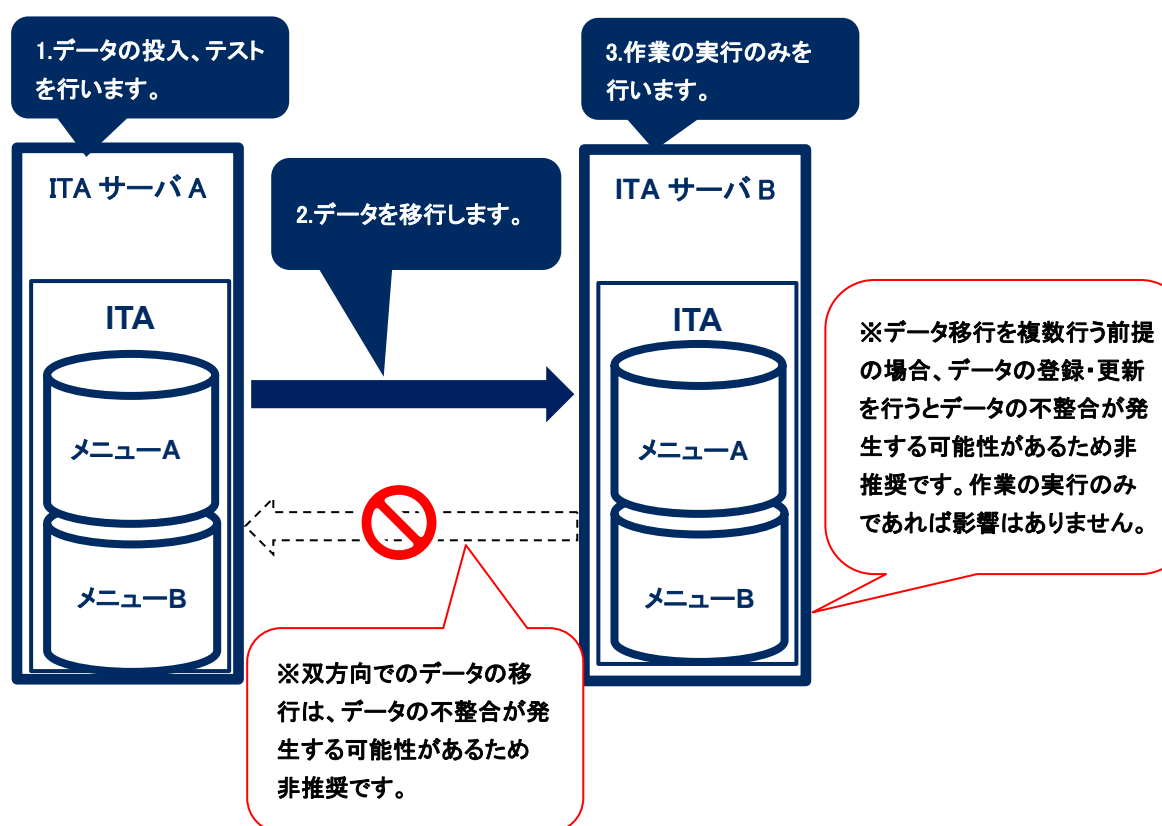 1.データの投入、テスト
を行います。
3.作業の実行のみを
行います。
ITA サーバ A
2.データを移行します。
ITA サーバ B
ITA
メニューA
メニューB
ITA
メニューA
メニューB
※データ移行を複数行う前提
の場合、データの登録・更新
を行うとデータの不整合が発
生する可能性があるため非
推奨です。作業の実行のみ
であれば影響はありません。
※双方向でのデータの移
行は、データの不整合が発
生する可能性があるため
非推奨です。